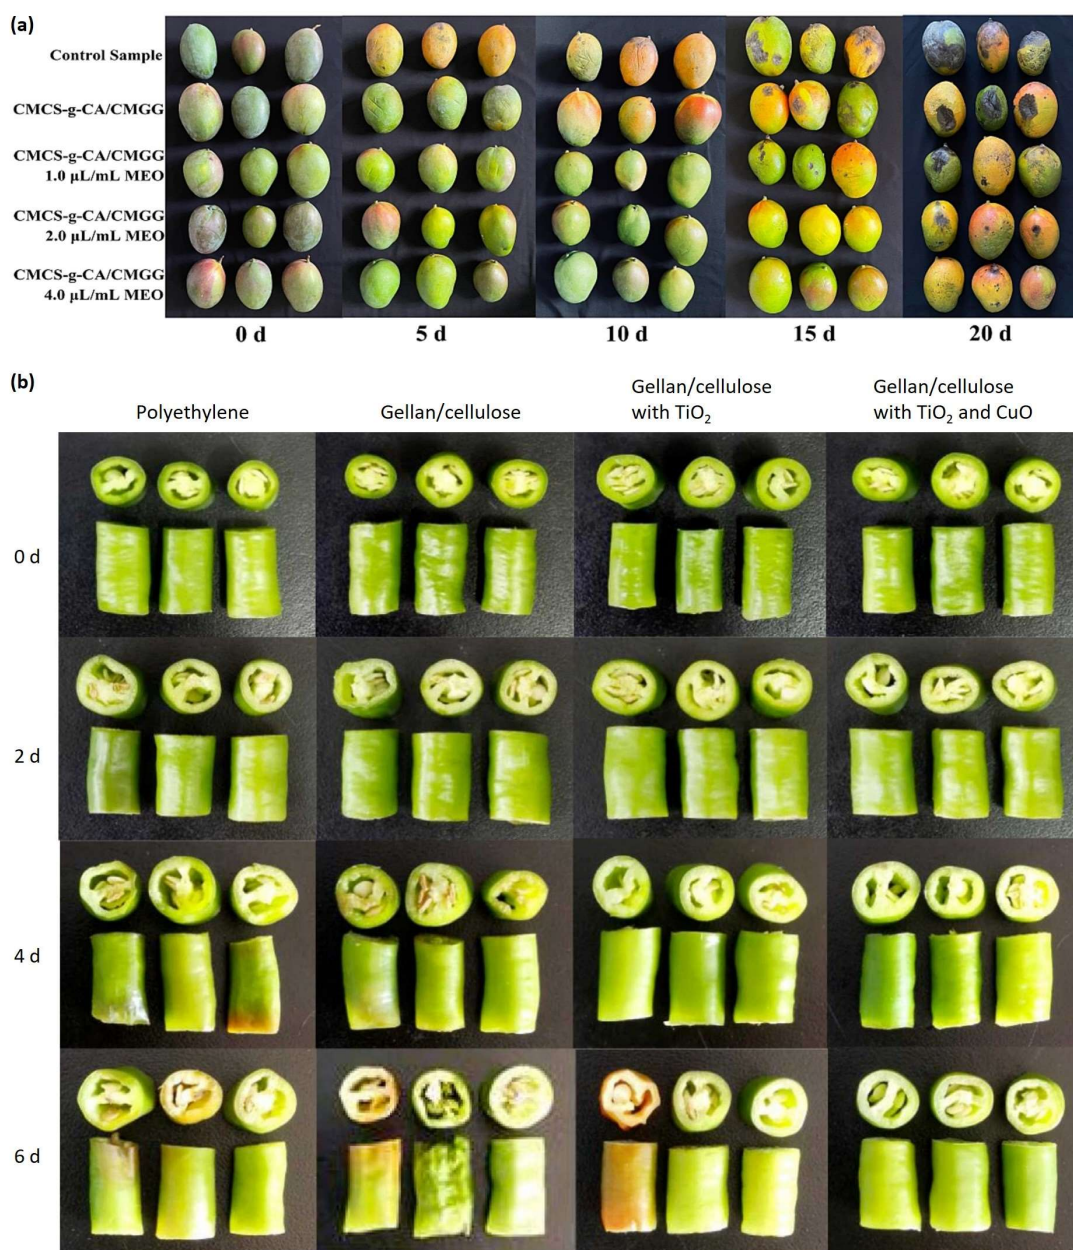 (a)
Control Sample
CMCS-g-CA/CMGG
CMCS-g-CA/CMGG
1.0 μL/mL MEO
CMCS-g-CA/CMGG
2.0 μL/mL MEO
CMCS-g-CA/CMGG
4.0 μL/mL MEO
0 d 5 d 10 d 15 d 20 d
(b)
Polyethylene
Gellan/cellulose
Gellan/cellulose
with TiO₂
Gellan/cellulose
with TiO₂ and CuO
0 d
2 d
4 d
6 d